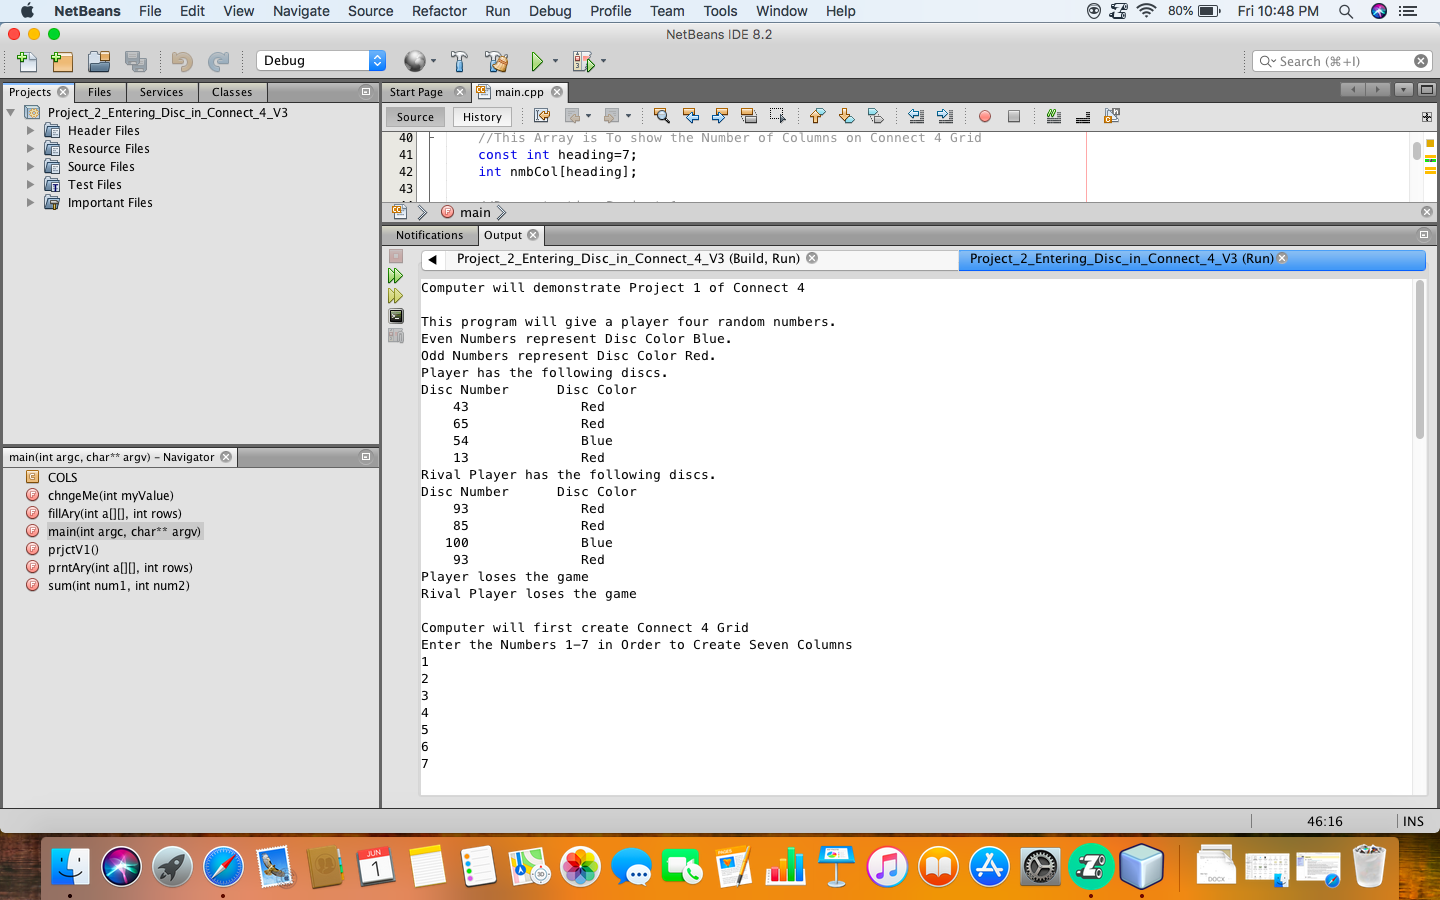 NetBeans File Edit View Navigate Source Refactor Run Debug Profile Team Tools Window Help 80% Fri 10:48 PM
NetBeans IDE 8.2
Debug
Search (⌘+I)
Projects Files Services Classes
Start Page main.cpp
Source History
Project_2_Entering_Disc_in_Connect_4_V3
Header Files
Resource Files
Source Files
Test Files
Important Files
40 //This Array is To show the Number of Columns on Connect 4 Grid
41 const int heading=7;
42 int nmbCol[heading];
43
main
Notifications Output
Project_2_Entering_Disc_in_Connect_4_V3 (Build, Run) Project_2_Entering_Disc_in_Connect_4_V3 (Run)
Computer will demonstrate Project 1 of Connect 4
This program will give a player four random numbers.
Even Numbers represent Disc Color Blue.
Odd Numbers represent Disc Color Red.
Player has the following discs.
Disc Number Disc Color
43 Red
65 Red
54 Blue
13 Red
Rival Player has the following discs.
Disc Number Disc Color
93 Red
85 Red
100 Blue
93 Red
Player loses the game
Rival Player loses the game
Computer will first create Connect 4 Grid
Enter the Numbers 1-7 in Order to Create Seven Columns
1
2
3
4
5
6
7
main(int argc, char** argv) - Navigator
COLS
chngeMe(int myValue)
fillAry(int a[][], int rows)
main(int argc, char** argv)
prjctV1()
prntAry(int a[][], int rows)
sum(int num1, int num2)
46:16 INS
JUN
1
DOCX